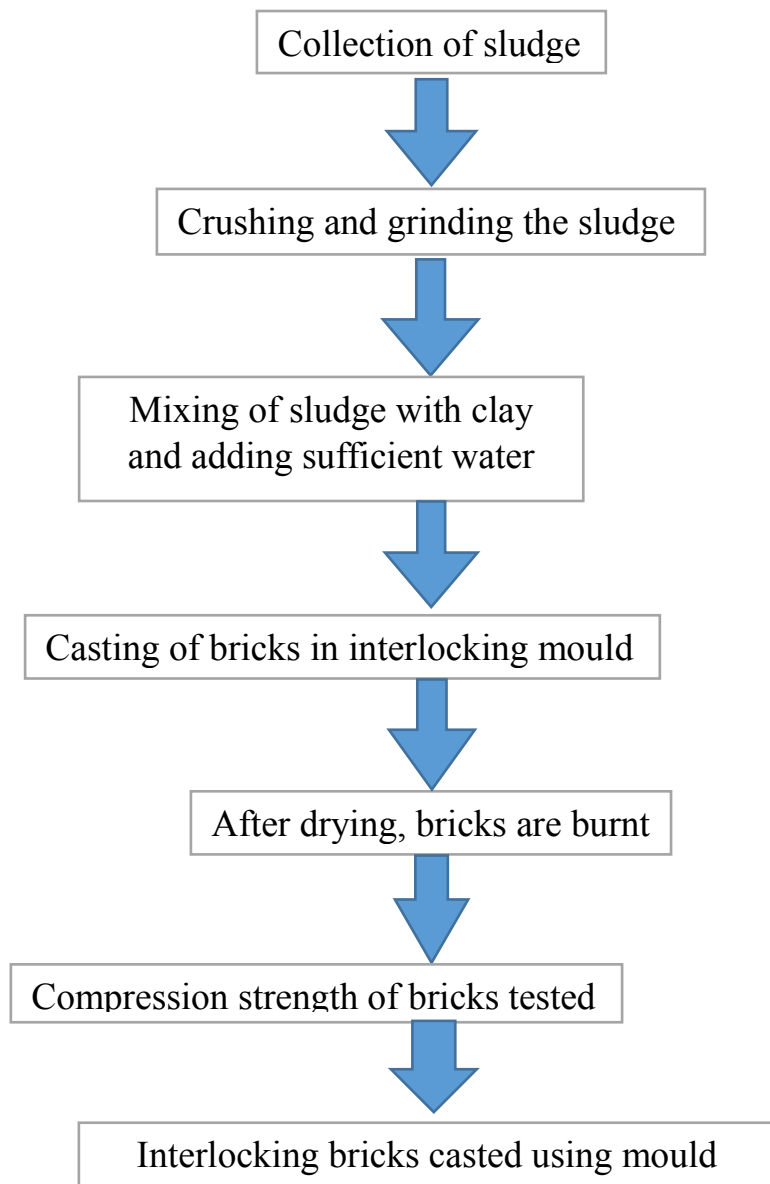 Collection of sludge
Crushing and grinding the sludge
Mixing of sludge with clay
and adding sufficient water
Casting of bricks in interlocking mould
After drying, bricks are burnt
Compression strength of bricks tested
Interlocking bricks casted using mould